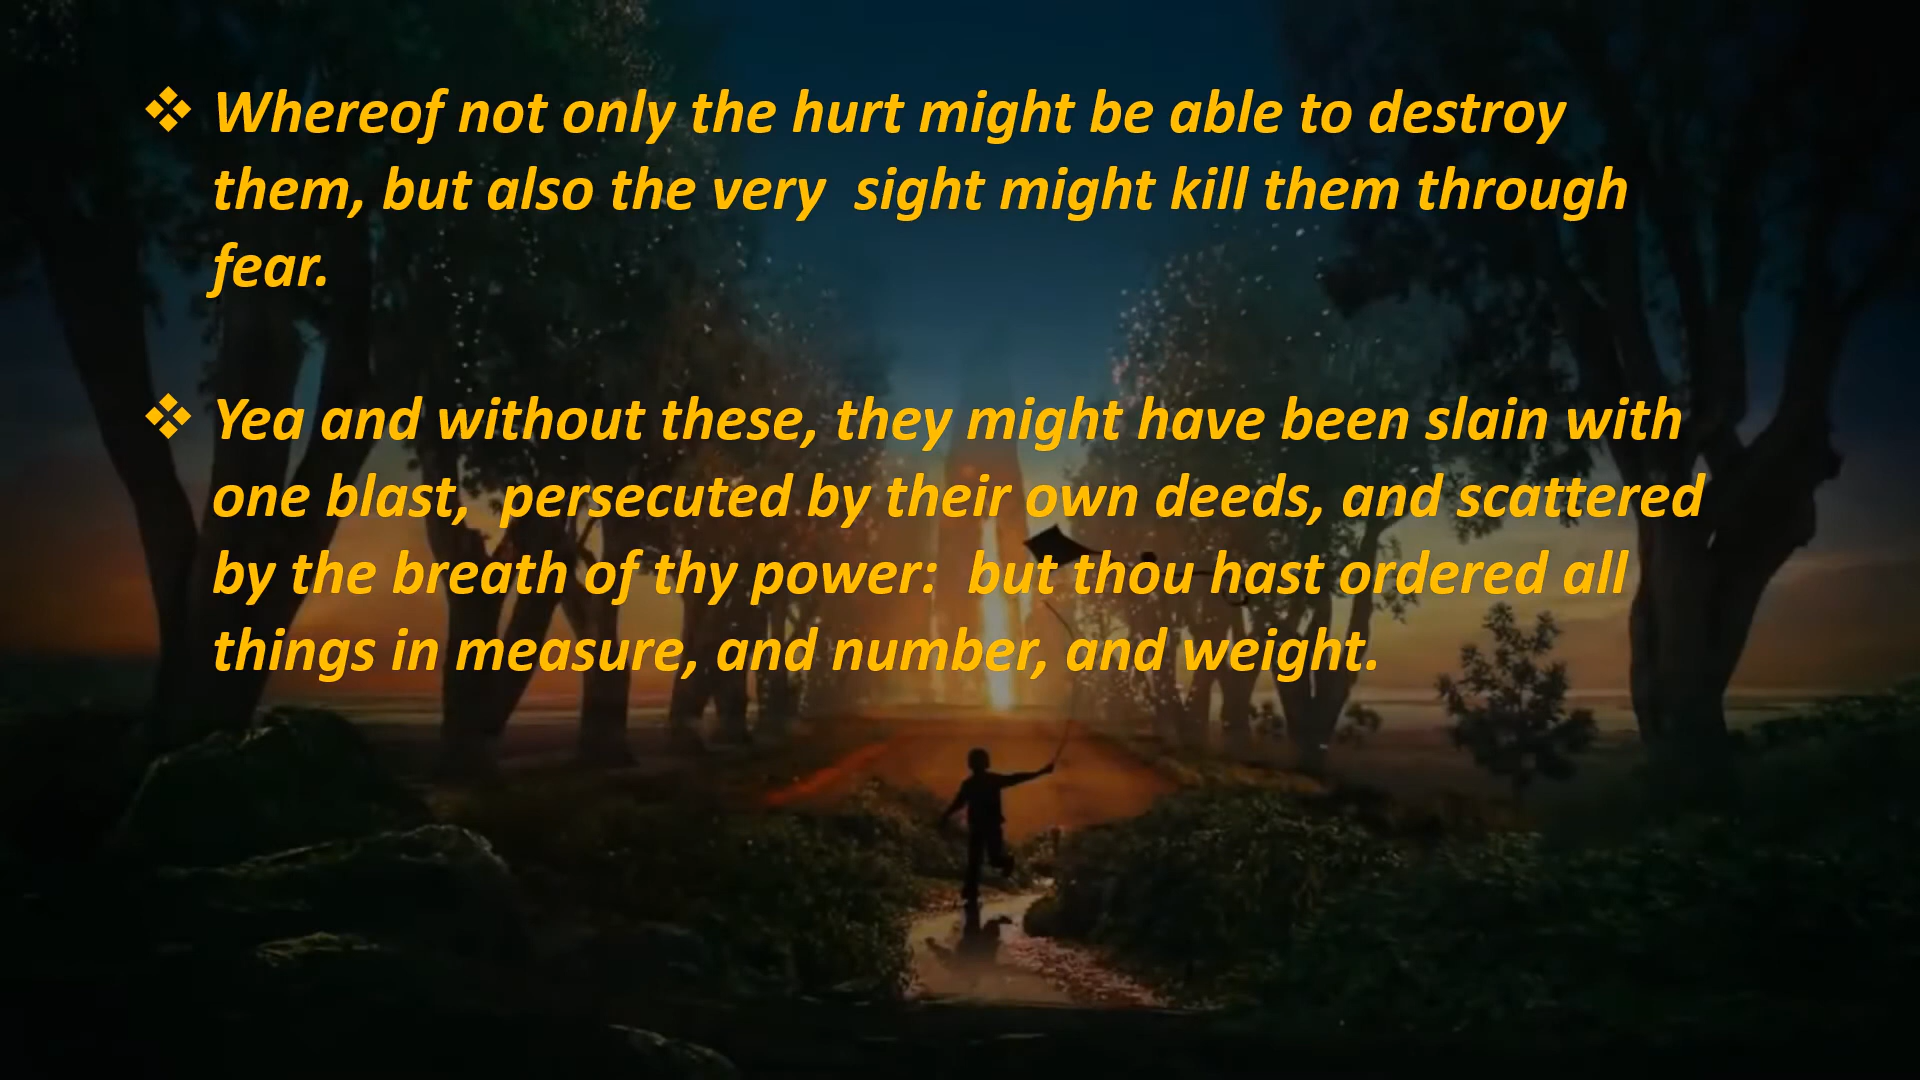 ❖ Whereof not only the hurt might be able to destroy
them, but also the very  sight might kill them through
fear.
❖ Yea and without these, they might have been slain with
one blast,  persecuted by their own deeds, and scattered
by the breath of thy power:  but thou hast ordered all
things in measure, and number, and weight.